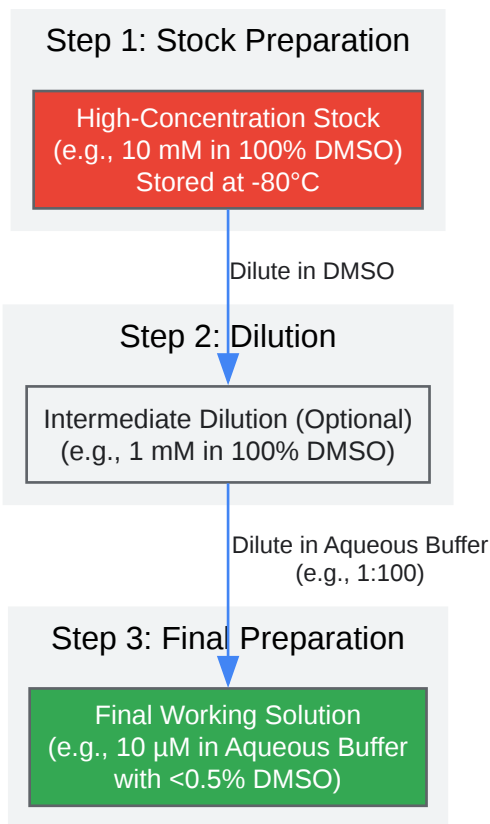 Step 1: Stock Preparation
High-Concentration Stock
(e.g., 10 mM in 100% DMSO)
Stored at -80°C
Dilute in DMSO
Step 2: Dilution
Intermediate Dilution (Optional)
(e.g., 1 mM in 100% DMSO)
Dilute in Aqueous Buffer
(e.g., 1:100)
Step 3: Final Preparation
Final Working Solution
(e.g., 10 µM in Aqueous Buffer
with <0.5% DMSO)